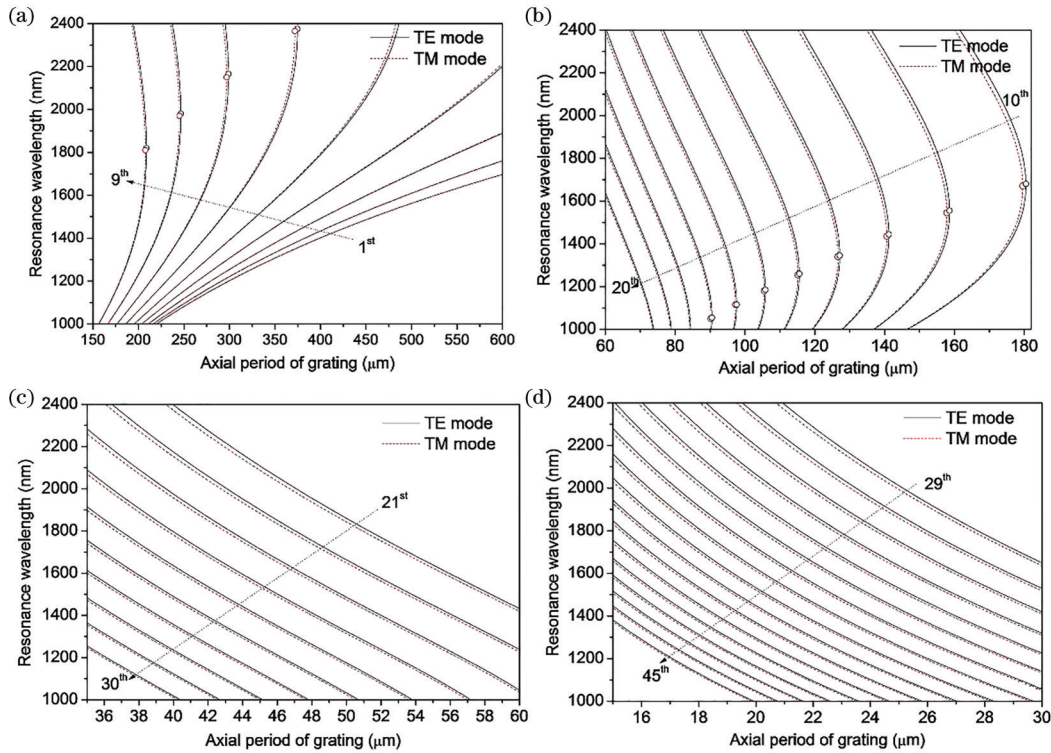 (a)
2400
2200
2000
1800
1600
1400
1200
1000
Resonance wavelength (nm)
TE mode
TM mode
9th
1st
150 200 250 300 350 400 450 500 550 600
Axial period of grating (μm)
(b)
2400
2200
2000
1800
1600
1400
1200
1000
Resonance wavelength (nm)
TE mode
TM mode
10th
20th
60 80 100 120 140 160 180
Axial period of grating (μm)
(c)
2400
2200
2000
1800
1600
1400
1200
1000
Resonance wavelength (nm)
TE mode
TM mode
21st
30th
36 38 40 42 44 46 48 50 52 54 56 58 60
Axial period of grating (μm)
(d)
2400
2200
2000
1800
1600
1400
1200
1000
Resonance wavelength (nm)
TE mode
TM mode
29th
45th
16 18 20 22 24 26 28 30
Axial period of grating (μm)